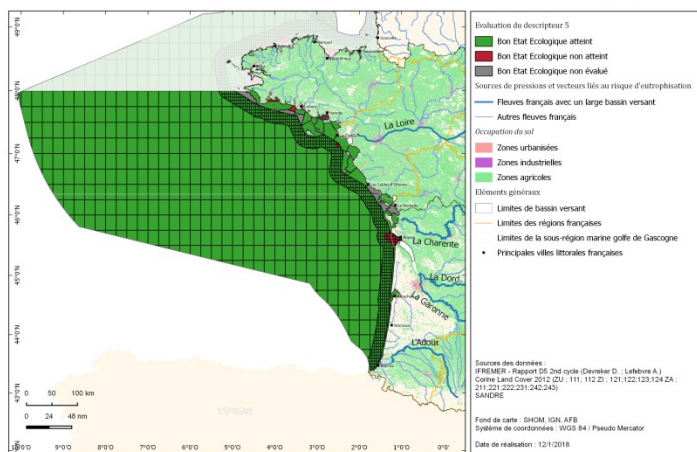 Evaluation du descripteur 5
Bon Etat Ecologique atteint
Bon Etat Ecologique non atteint
Bon Etat Ecologique non évalué
Sources de pressions et vecteurs liés au risque d'eutrophisation
Fleuves français avec un large bassin versant
Autres fleuves français
Occupation du sol
Zones urbanisées
Zones industrielles
Zones agricoles
Eléments généraux
Limites de bassin versant
Limites des régions françaises
Limites de la sous-région marine golfe de Gascogne
Principales villes littorales françaises
Sources des données :
IFREMER - Rapport D5 2nd cycle (Devreker D. ; Lefebvre A.)
Corine Land Cover 2012 (ZU : 111; 112 ZI : 121;122;123;124 ZA :
211;221;222;231;242;243)
SANDRE
Fond de carte : SHOM, IGN, AFB
Système de coordonnées : WGS 84 / Pseudo Mercator
Date de réalisation : 12/1/2018
49°0'N
48°0'N
47°0'N
46°0'N
45°0'N
44°0'N
43°0'N
La Loire
La Charente
La Dord.
La Garonne
L'Adour
ESPAGNE
0 50 100 km
0 24 48 nm
10°0'O 9°0'O 8°0'O 7°0'O 6°0'O 5°0'O 4°0'O 3°0'O 2°0'O 1°0'O 0°0'O